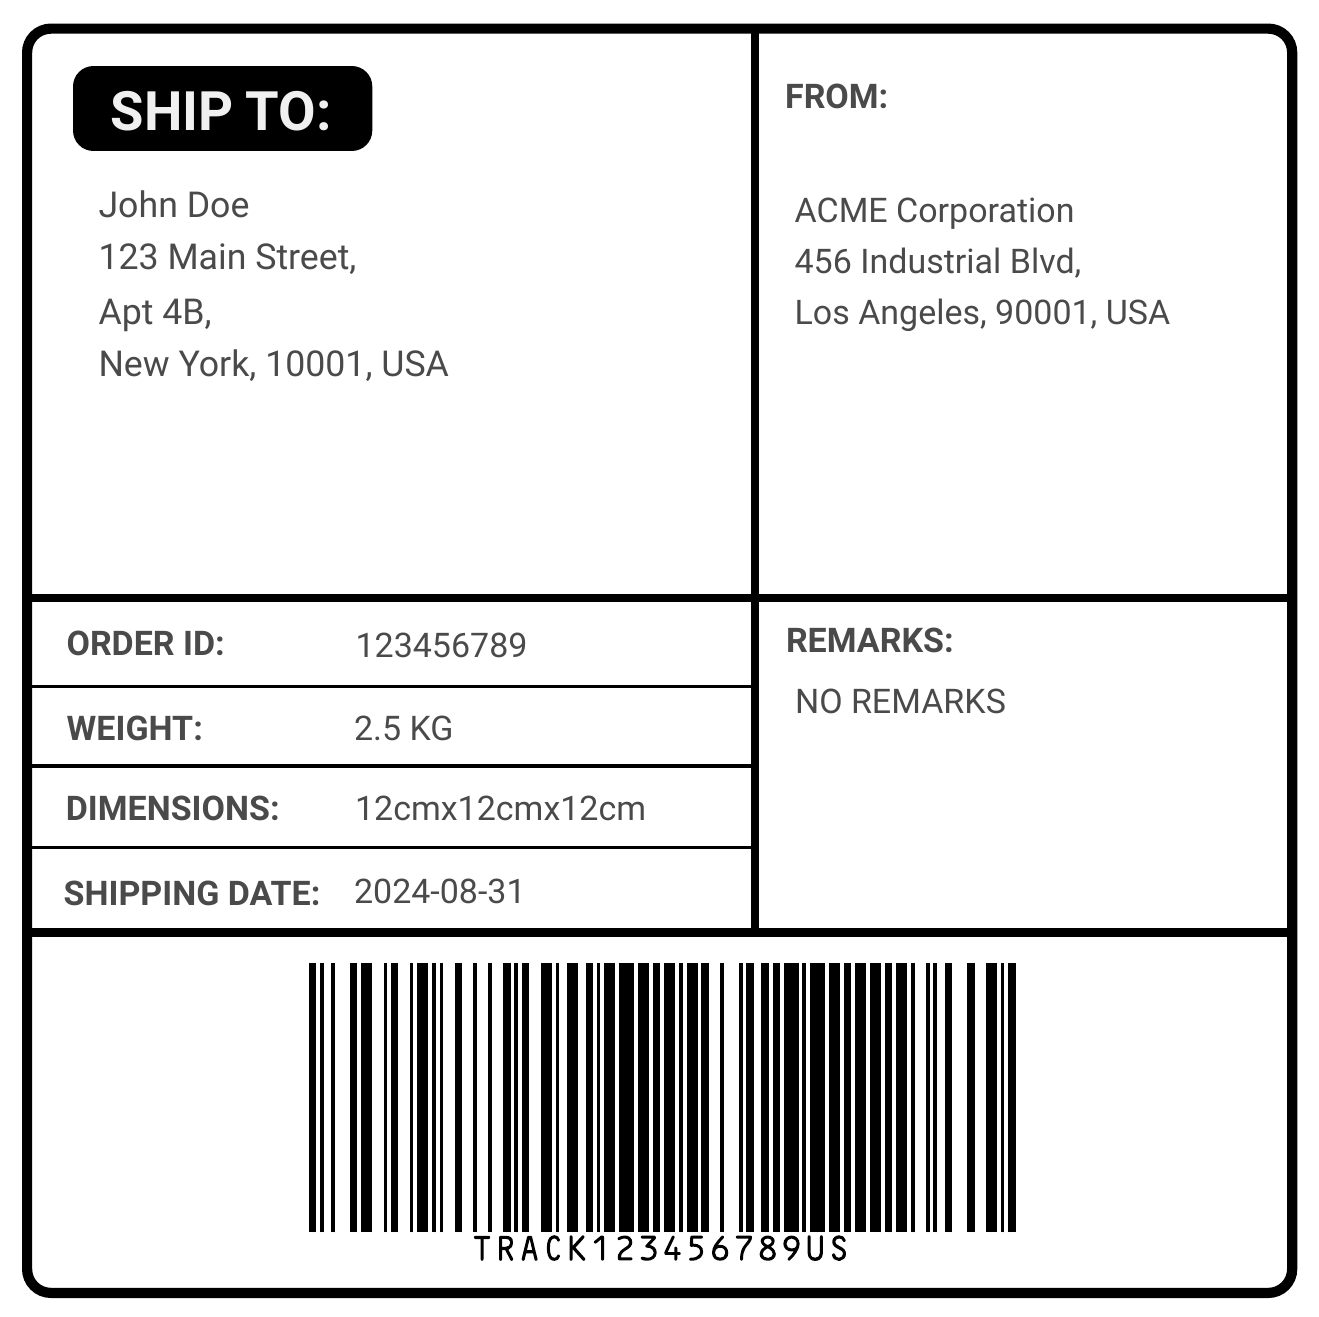 SHIP TO:
John Doe
123 Main Street,
Apt 4B,
New York, 10001, USA
FROM:
ACME Corporation
456 Industrial Blvd,
Los Angeles, 90001, USA
ORDER ID: 123456789
WEIGHT: 2.5 KG
DIMENSIONS: 12cmx12cmx12cm
SHIPPING DATE: 2024-08-31
REMARKS:
NO REMARKS
TRACK123456789US